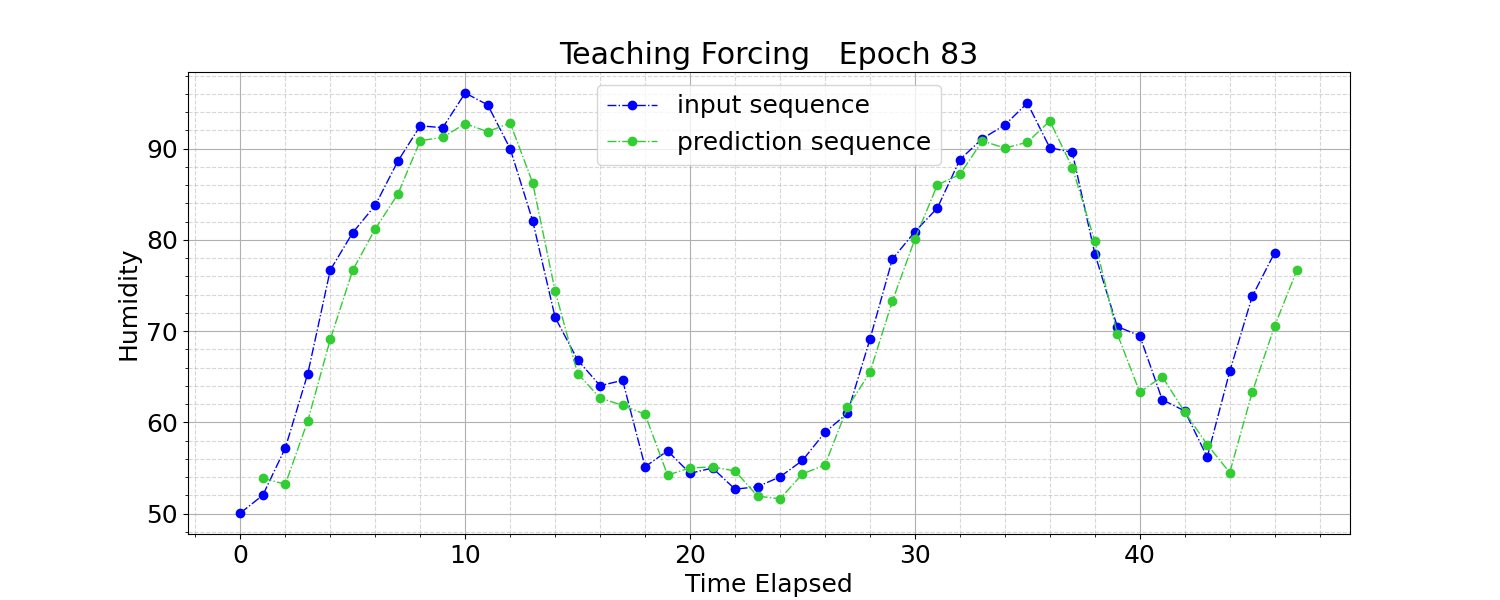 Teaching Forcing   Epoch 83
input sequence
prediction sequence
Humidity
90
80
70
60
50
0 10 20 30 40
Time Elapsed